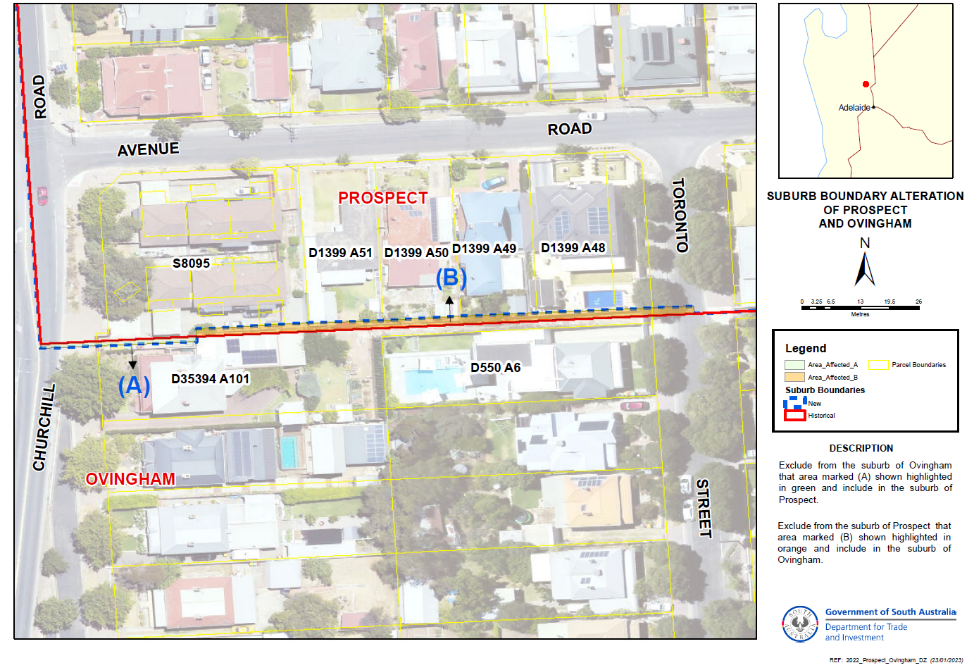 ROAD
AVENUE
ROAD
PROSPECT
TORONTO
S8095
D1399 A51
D1399 A50
D1399 A49
D1399 A48
(B)
D35394 A101
D550 A6
(A)
CHURCHILL
OVINGHAM
STREET
Adelaide
SUBURB BOUNDARY ALTERATION
OF PROSPECT
AND OVINGHAM
N
0 3.25 6.5 13 19.5 26
Metres
Legend
Area_Affected_A
Parcel Boundaries
Area_Affected_B
Suburb Boundaries
New
Historical
DESCRIPTION
Exclude from the suburb of Ovingham
that area marked (A) shown highlighted
in green and include in the suburb of
Prospect.
Exclude from the suburb of Prospect that
area marked (B) shown highlighted in
orange and include in the suburb of
Ovingham.
SOUTH AUSTRALIA
Government of South Australia
Department for Trade
and Investment
REF: 2022_Prospect_Ovingham_DZ (23/01/2023)